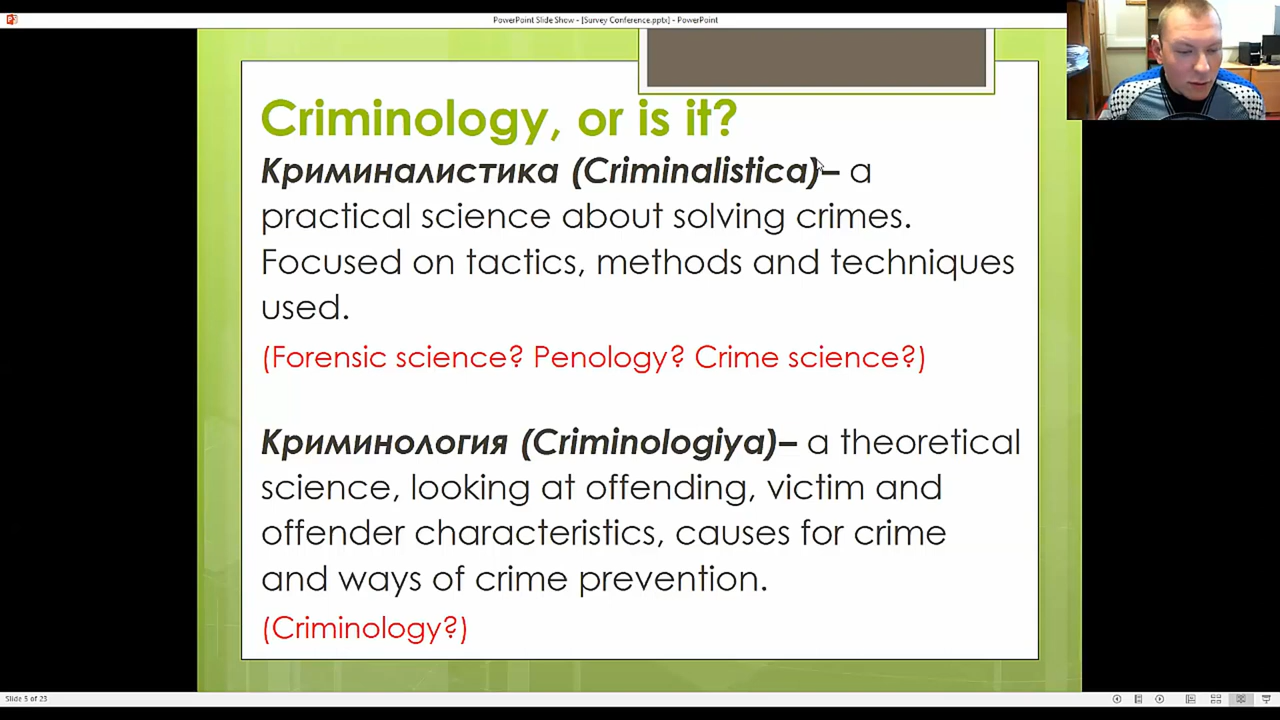 PowerPoint Slide Show - [Survey Conference.pptx] - PowerPoint
Criminology, or is it?
Криминалистика (Criminalistica)– a
practical science about solving crimes.
Focused on tactics, methods and techniques
used.
(Forensic science? Penology? Crime science?)
Криминология (Criminologiya)– a theoretical
science, looking at offending, victim and
offender characteristics, causes for crime
and ways of crime prevention.
(Criminology?)
Slide 5 of 23